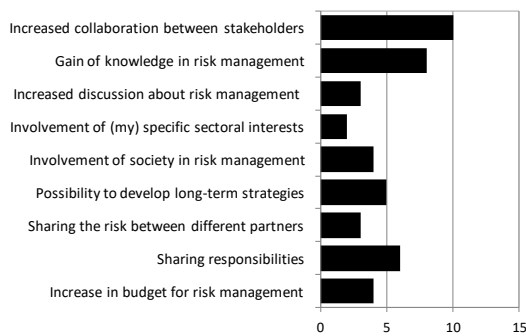 Increased collaboration between stakeholders
Gain of knowledge in risk management
Increased discussion about risk management
Involvement of (my) specific sectoral interests
Involvement of society in risk management
Possibility to develop long-term strategies
Sharing the risk between different partners
Sharing responsibilities
Increase in budget for risk management
0 5 10 15